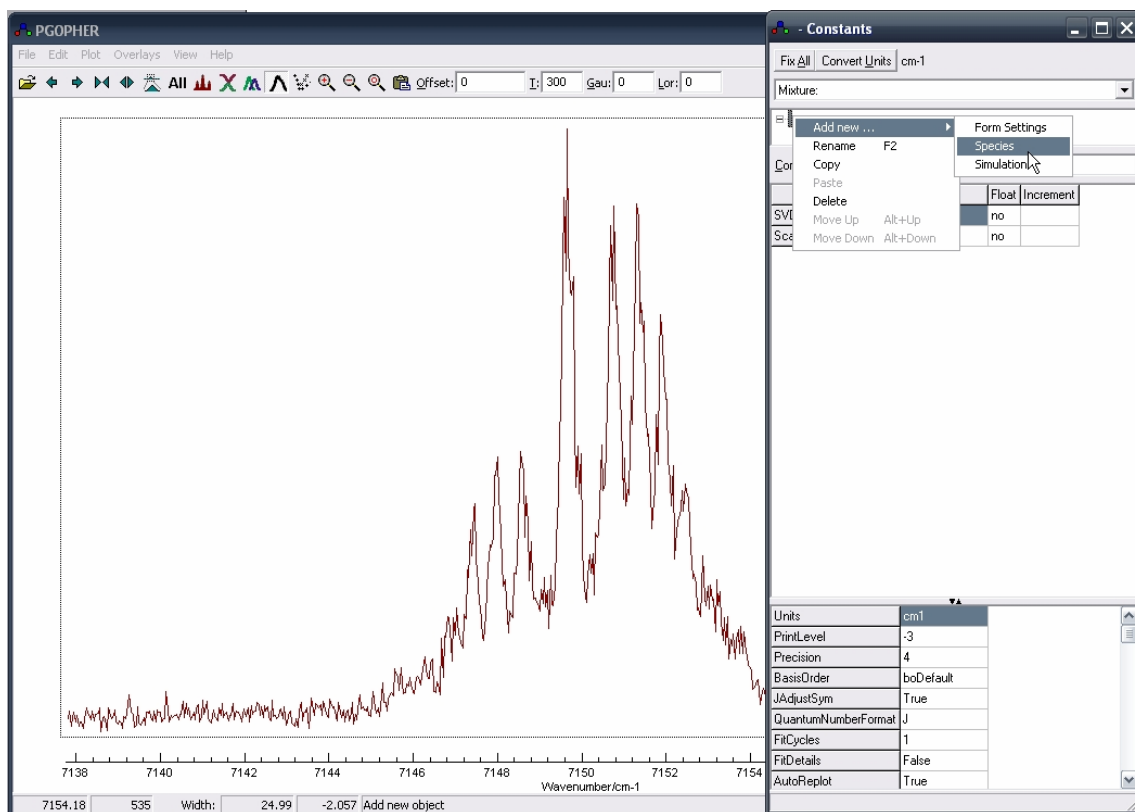 PGOPHER
File Edit Plot Overlays View Help
All Offset: 0 T: 300 Gau: 0 Lor: 0
7138 7140 7142 7144 7146 7148 7150 7152 7154
Wavenumber/cm-1
7154.18 535 Width: 24.99 -2.057 Add new object
- Constants
Fix All Convert Units cm-1
Mixture:
Add new ...
Rename F2
Copy
Paste
Delete
Move Up Alt+Up
Move Down Alt+Down
Form Settings
Species
Simulation
Float Increment
no
no
Units cm1
PrintLevel -3
Precision 4
BasisOrder boDefault
JAdjustSym True
QuantumNumberFormat J
FitCycles 1
FitDetails False
AutoReplot True